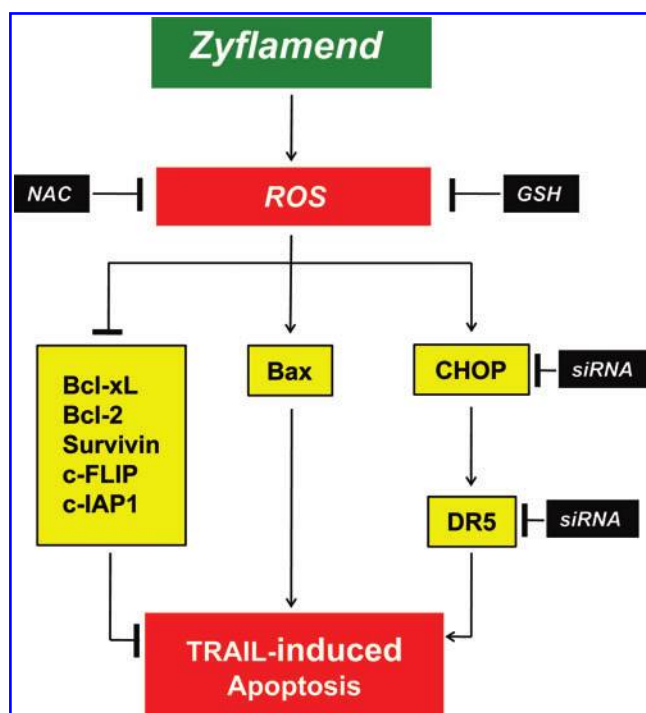 Zyflamend
NAC
ROS
GSH
Bcl-xL
Bcl-2
Survivin
c-FLIP
c-IAP1
Bax
CHOP
siRNA
DR5
siRNA
TRAIL-induced
Apoptosis